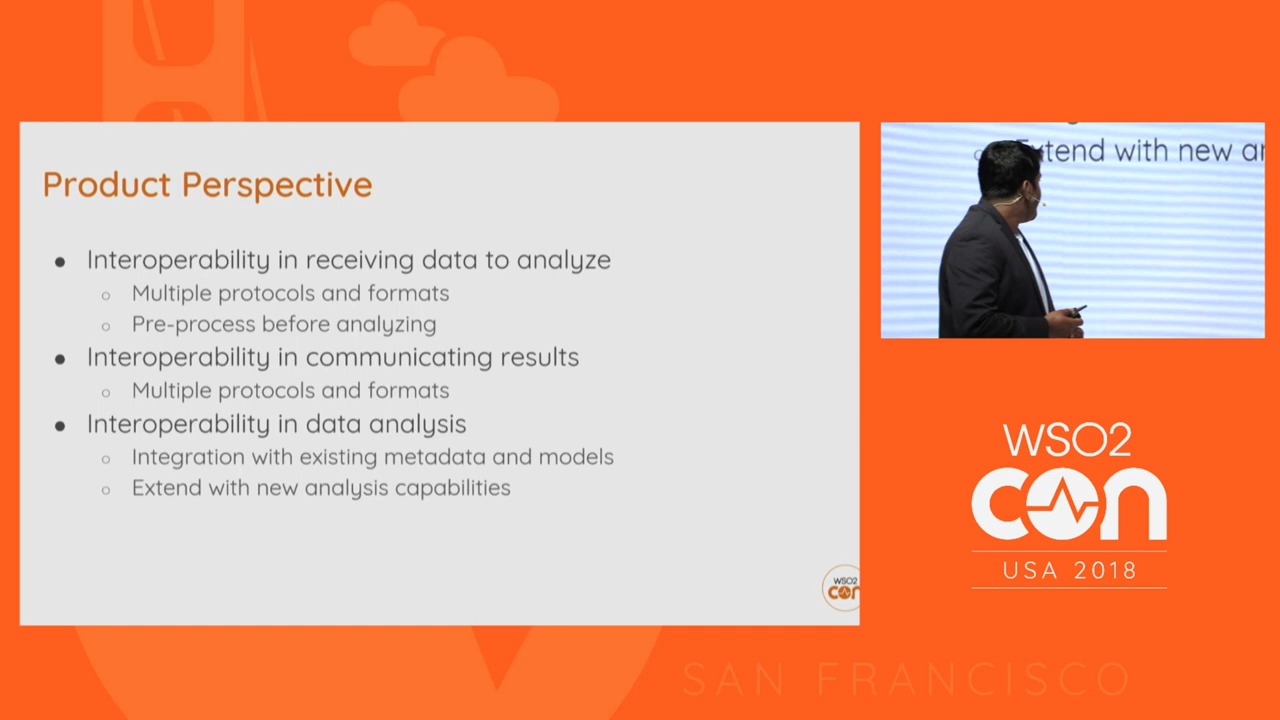 Product Perspective
● Interoperability in receiving data to analyze
○ Multiple protocols and formats
○ Pre-process before analyzing
● Interoperability in communicating results
○ Multiple protocols and formats
● Interoperability in data analysis
○ Integration with existing metadata and models
○ Extend with new analysis capabilities
WSO2
con
Extend with new an
WSO2
con
USA 2018
SAN FRANCISCO